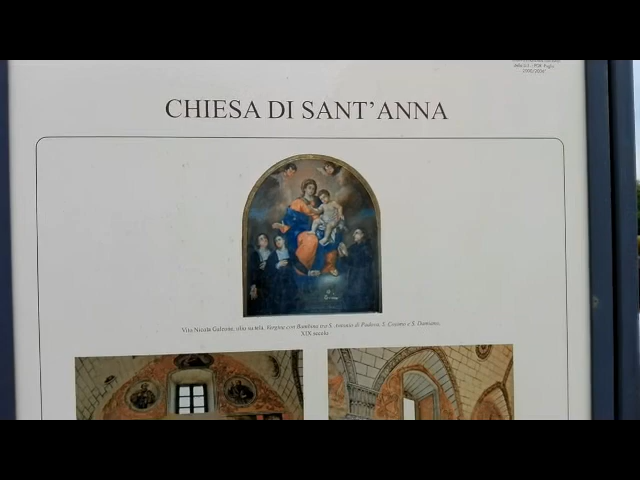 CHIESA DI SANT'ANNA
Vito Nicola olio su tela, Vergine con Bambino tra S. Antonio di Padova, S. Cosimo e S. Damiano,
XIX secolo